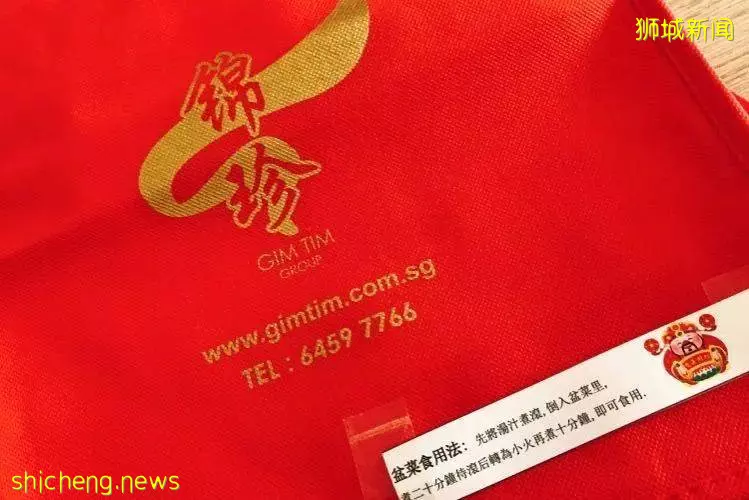 狮城新闻
锦
珍
GIM TIM
GROUP
www.gimtim.com.sg
TEL : 6459 7766
盆菜食用法: 先將湯汁煮滾, 倒入盆菜里,
煮二十分鐘待滾后轉為小火再煮十分鐘, 即可食用.
shicheng.news